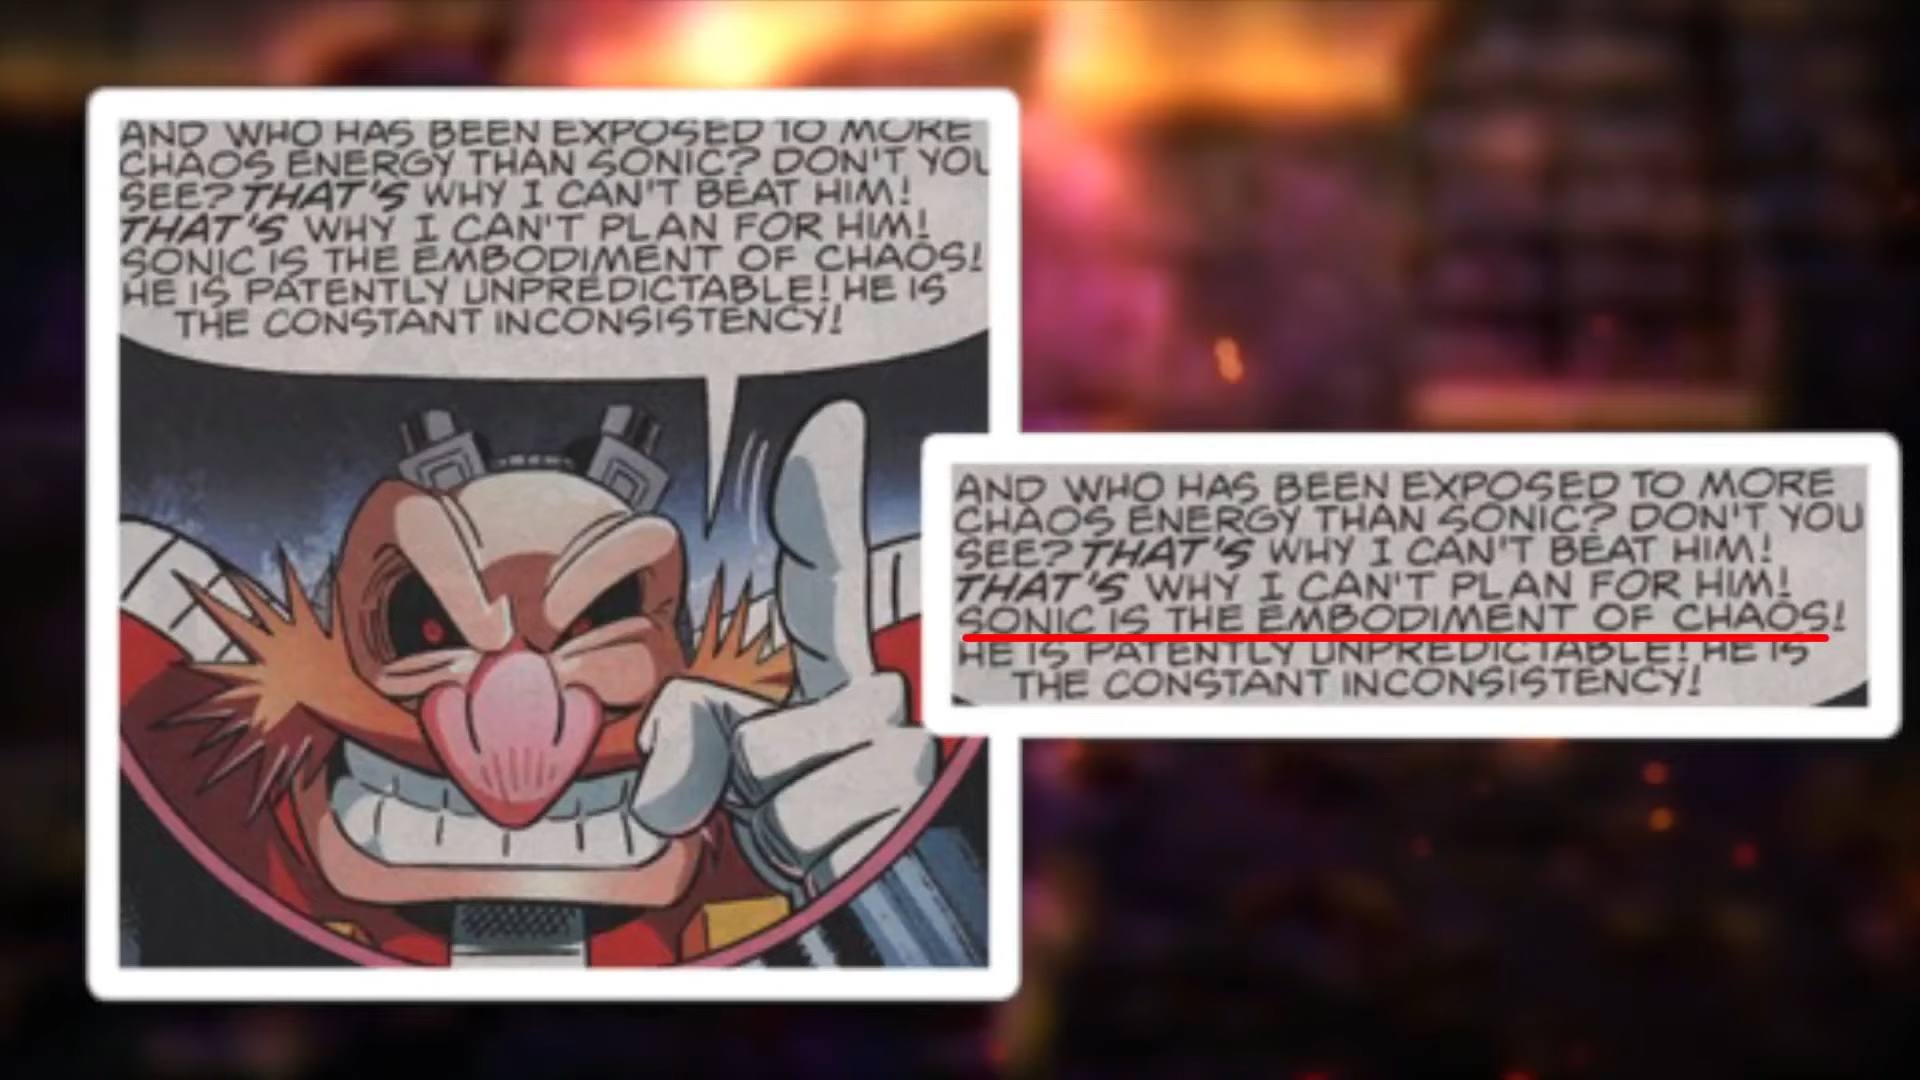 AND WHO HAS BEEN EXPOSED TO MORE
CHAOS ENERGY THAN SONIC? DON'T YOU
SEE? THAT'S WHY I CAN'T BEAT HIM!
THAT'S WHY I CAN'T PLAN FOR HIM!
SONIC IS THE EMBODIMENT OF CHAOS!
HE IS PATENTLY UNPREDICTABLE! HE IS
THE CONSTANT INCONSISTENCY!
AND WHO HAS BEEN EXPOSED TO MORE
CHAOS ENERGY THAN SONIC? DON'T YOU
SEE? THAT'S WHY I CAN'T BEAT HIM!
THAT'S WHY I CAN'T PLAN FOR HIM!
SONIC IS THE EMBODIMENT OF CHAOS!
HE IS PATENTLY UNPREDICTABLE! HE IS
THE CONSTANT INCONSISTENCY!